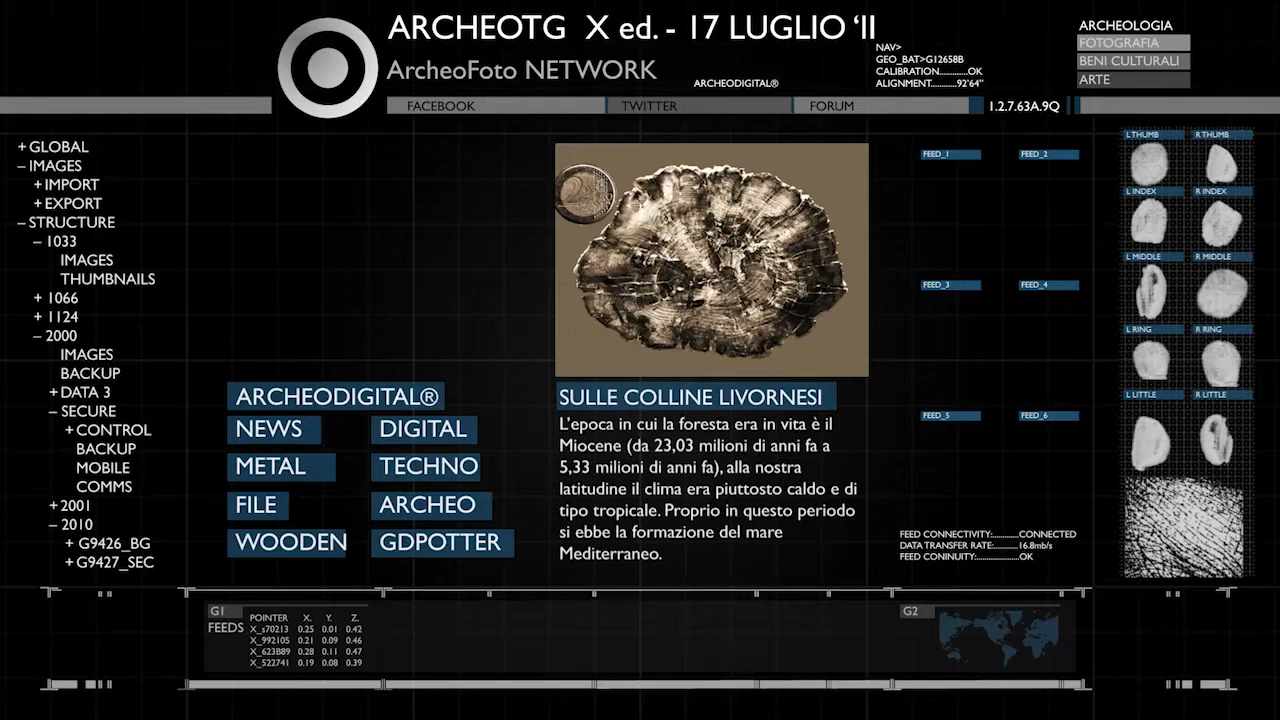 ARCHEOTG X ed. - 17 LUGLIO ‘II
ArcheoFoto NETWORK
ARCHEODIGITAL®
NAV>
GEO_BAT>G12658B
CALIBRATION.............OK
ALIGNMENT............92’64”
ARCHEOLOGIA
FOTOGRAFIA
BENI CULTURALI
ARTE
FACEBOOK
TWITTER
FORUM
1.2.7.63A.9Q
+ GLOBAL
– IMAGES
+ IMPORT
+ EXPORT
– STRUCTURE
– 1033
IMAGES
THUMBNAILS
+ 1066
+ 1124
– 2000
IMAGES
BACKUP
+ DATA 3
– SECURE
+ CONTROL
BACKUP
MOBILE
COMMS
+ 2001
– 2010
+ G9426_BG
+ G9427_SEC
ARCHEODIGITAL®
NEWS
DIGITAL
METAL
TECHNO
FILE
ARCHEO
WOODEN
GDPOTTER
SULLE COLLINE LIVORNESI
L’epoca in cui la foresta era in vita è il
Miocene (da 23,03 milioni di anni fa a
5,33 milioni di anni fa), alla nostra
latitudine il clima era piuttosto caldo e di
tipo tropicale. Proprio in questo periodo
si ebbe la formazione del mare
Mediterraneo.
FEED_1
FEED_2
FEED_3
FEED_4
FEED_5
FEED_6
FEED CONNECTIVITY:............CONNECTED
DATA TRANSFER RATE:...........16.8mb/s
FEED CONINUITY:.........................OK
L THUMB
R THUMB
L INDEX
R INDEX
L MIDDLE
R MIDDLE
L RING
R RING
L LITTLE
R LITTLE
G1
FEEDS
POINTER X. Y. Z.
X_s70213 0.25 0.01 0.42
X_992105 0.21 0.09 0.46
X_623B89 0.28 0.11 0.47
X_522741 0.19 0.08 0.39
G2